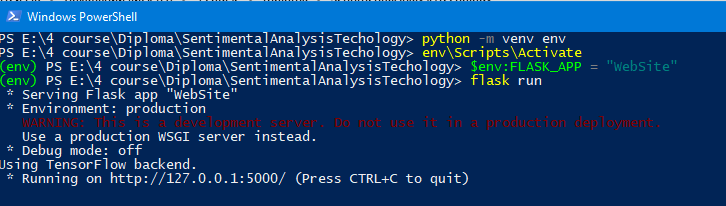 Windows PowerShell
PS E:\4 course\Diploma\SentimentalAnalysisTechology> python -m venv env
PS E:\4 course\Diploma\SentimentalAnalysisTechology> env\Scripts\Activate
(env) PS E:\4 course\Diploma\SentimentalAnalysisTechology> $env:FLASK_APP = "WebSite"
(env) PS E:\4 course\Diploma\SentimentalAnalysisTechology> flask run
 * Serving Flask app "WebSite"
 * Environment: production
   WARNING: This is a development server. Do not use it in a production deployment.
   Use a production WSGI server instead.
 * Debug mode: off
Using TensorFlow backend.
 * Running on http://127.0.0.1:5000/ (Press CTRL+C to quit)